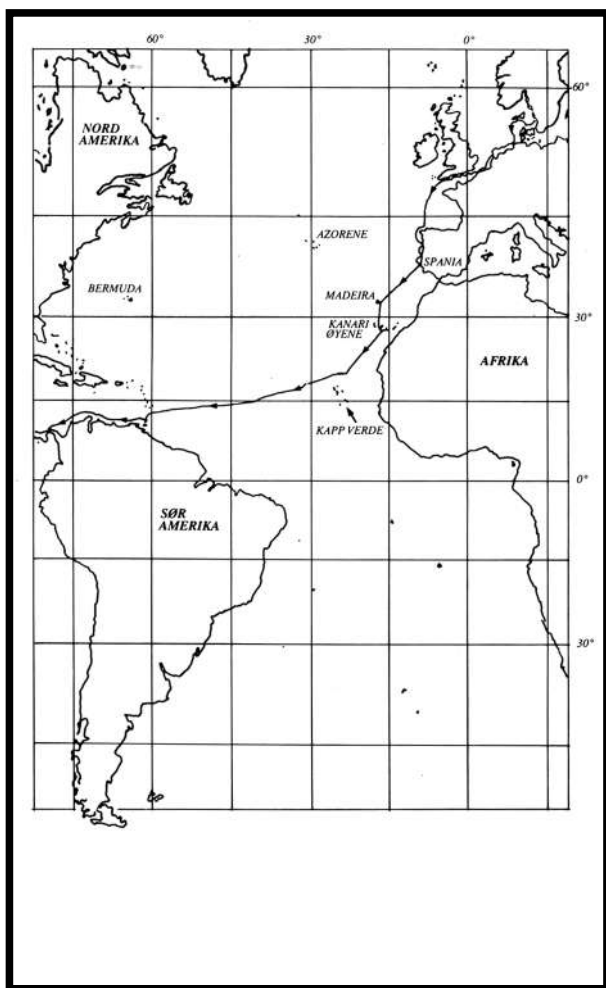 60°
30°
0°
60°
NORD
AMERIKA
AZORENE
SPANIA
BERMUDA
MADEIRA
30°
KANARI
ØYENE
AFRIKA
KAPP VERDE
0°
SØR
AMERIKA
30°